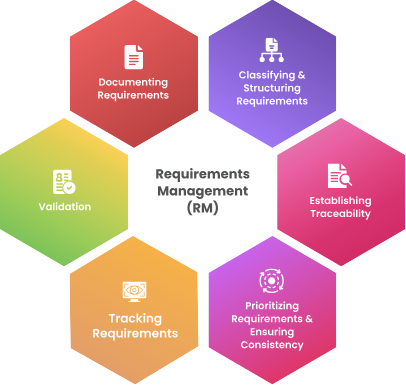 Documenting
Requirements
Classifying &
Structuring
Requirements
Requirements
Management
(RM)
Validation
Establishing
Traceability
Tracking
Requirements
Prioritizing
Requirements &
Ensuring
Consistency